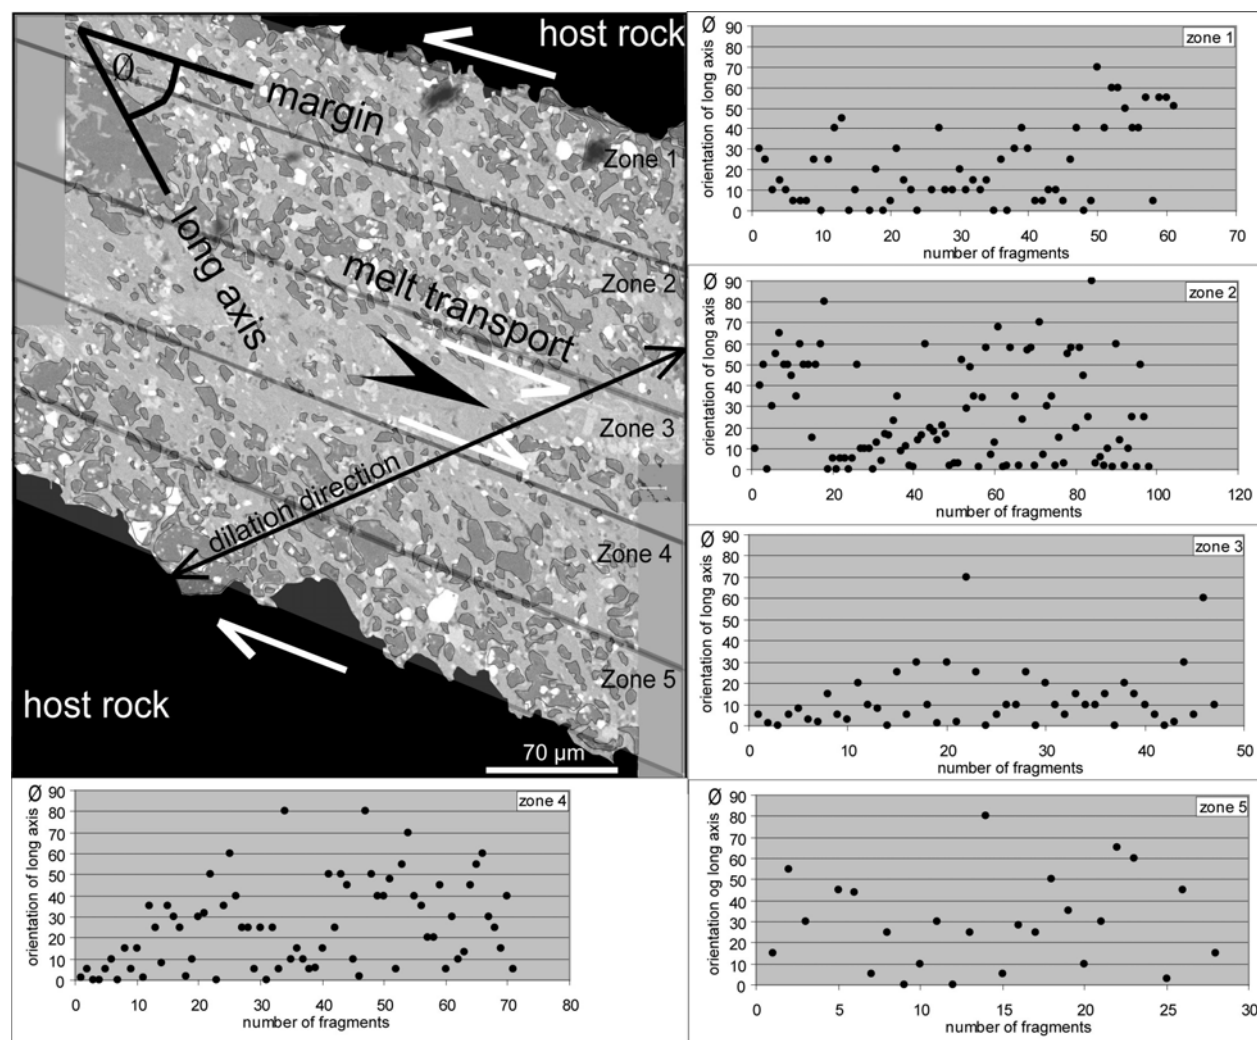 host rock
Ø
margin
long axis
Zone 1
Zone 2
melt transport
Zone 3
dilation direction
Zone 4
Zone 5
host rock
70 µm
zone 1
orientation of long axis Ø
90
80
70
60
50
40
30
20
10
0
0 10 20 30 40 50 60 70
number of fragments
zone 2
orientation of long axis Ø
90
80
70
60
50
40
30
20
10
0
0 20 40 60 80 100 120
number of fragments
zone 3
orientation of long axis Ø
90
80
70
60
50
40
30
20
10
0
0 10 20 30 40 50
number of fragments
zone 4
orientation of long axis Ø
90
80
70
60
50
40
30
20
10
0
0 10 20 30 40 50 60 70 80
number of fragments
zone 5
orientation og long axis Ø
90
80
70
60
50
40
30
20
10
0
0 5 10 15 20 25 30
number of fragments